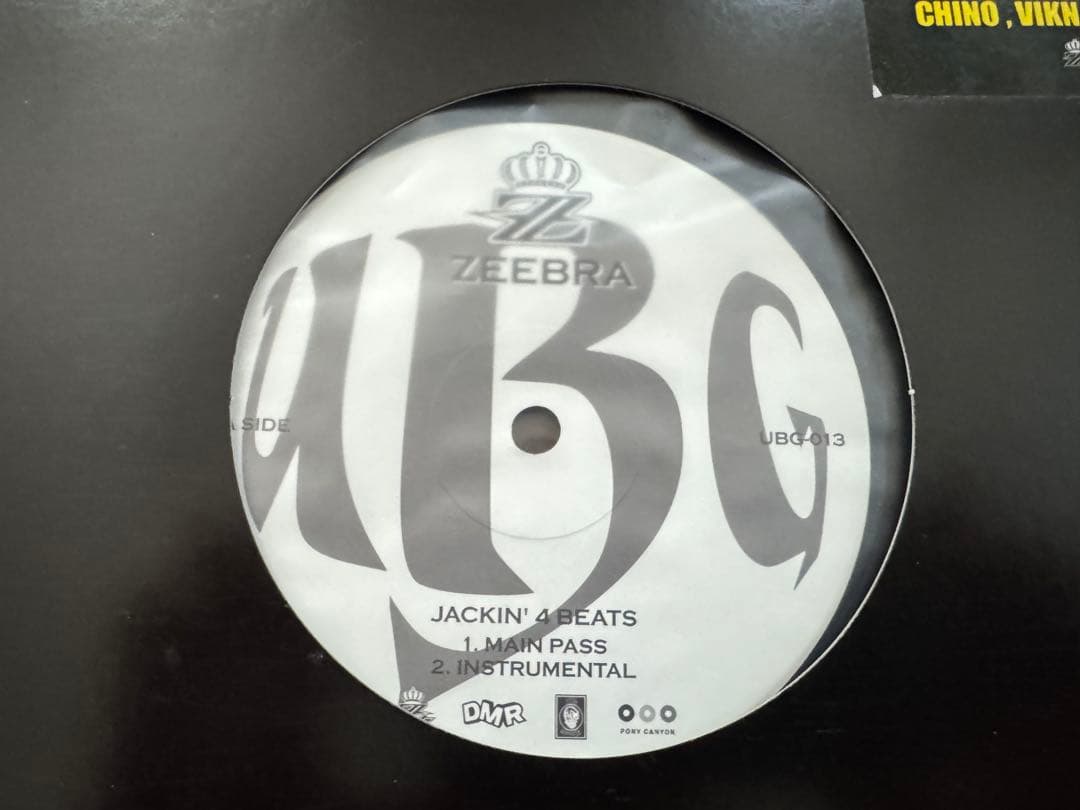 CHINO , VIKN
ZEEBRA
UBG
A SIDE
UBG-013
JACKIN' 4 BEATS
1. MAIN PASS
2. INSTRUMENTAL
DMR
PONY CANYON